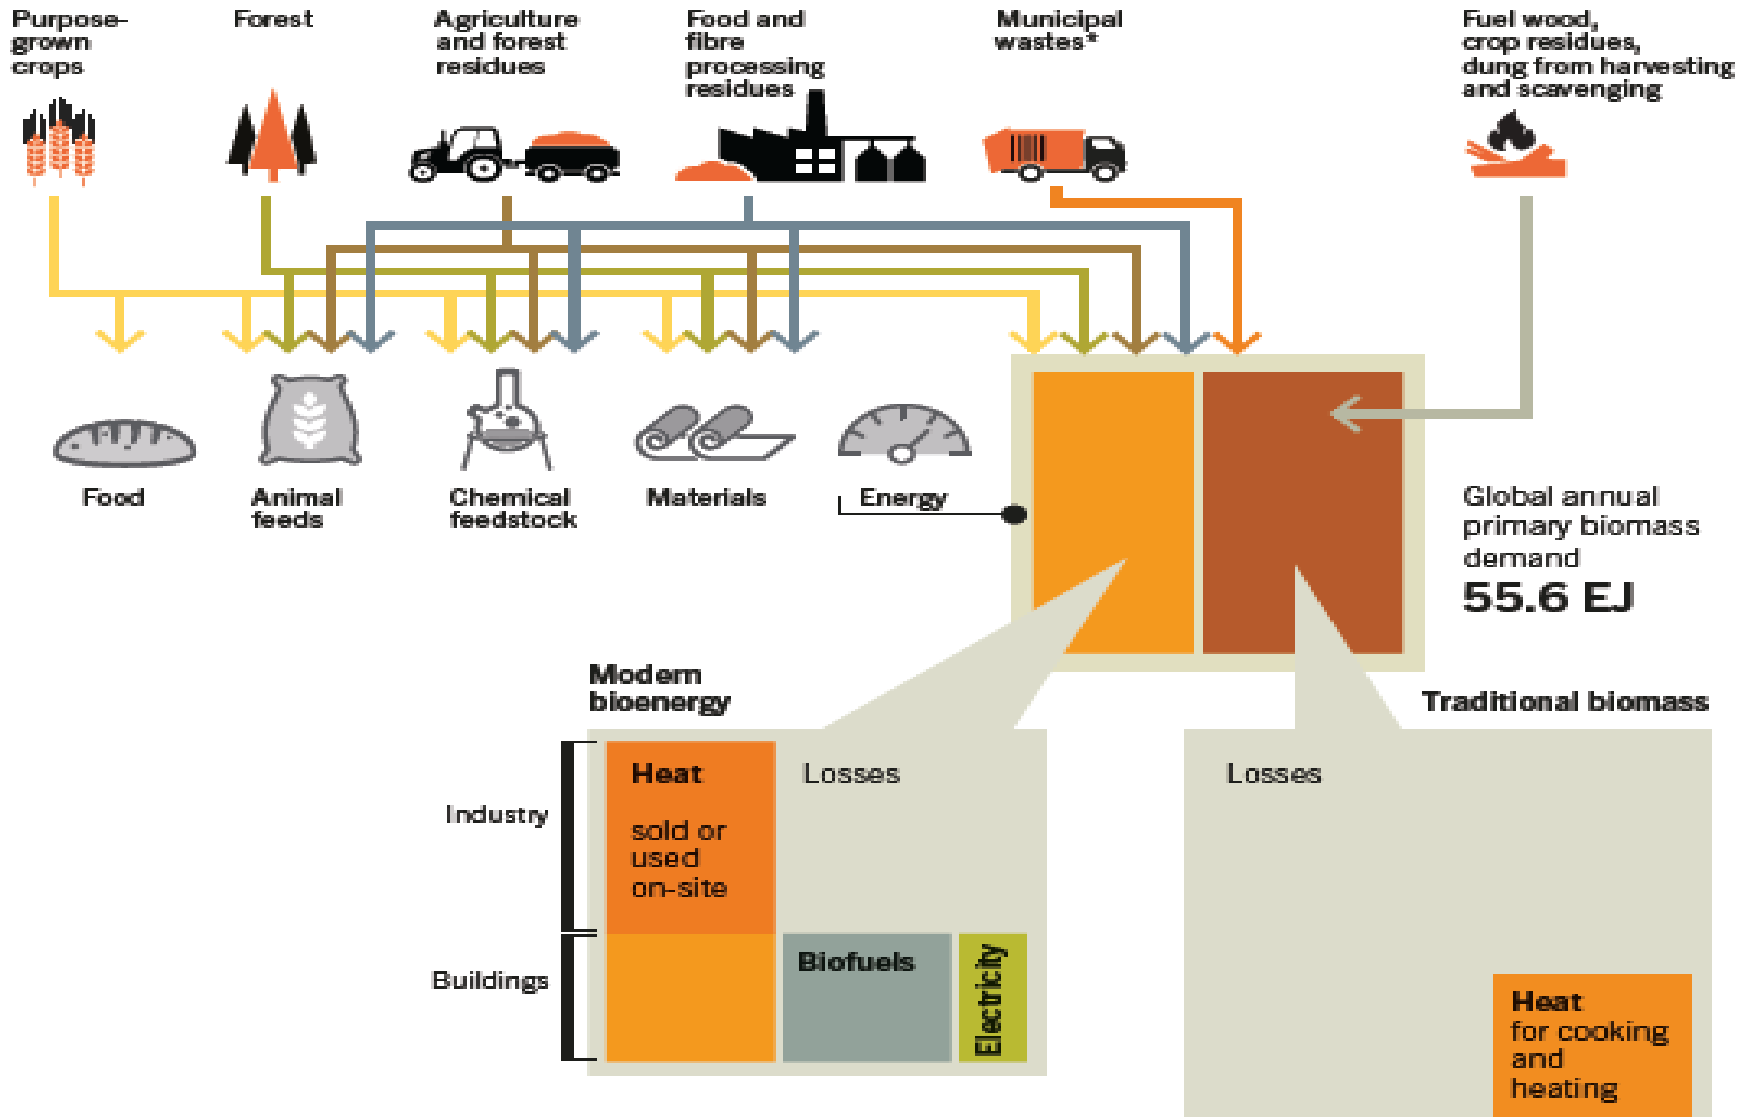 Purpose-
grown
crops
Forest
Agriculture
and forest
residues
Food and
fibre
processing
residues
Municipal
wastes*
Fuel wood,
crop residues,
dung from harvesting
and scavenging
Food
Animal
feeds
Chemical
feedstock
Materials
Energy
Global annual
primary biomass
demand
55.6 EJ
Modern
bioenergy
Traditional biomass
Industry
Buildings
Heat
sold or
used
on-site
Losses
Biofuels
Electricity
Losses
Heat
for cooking
and
heating